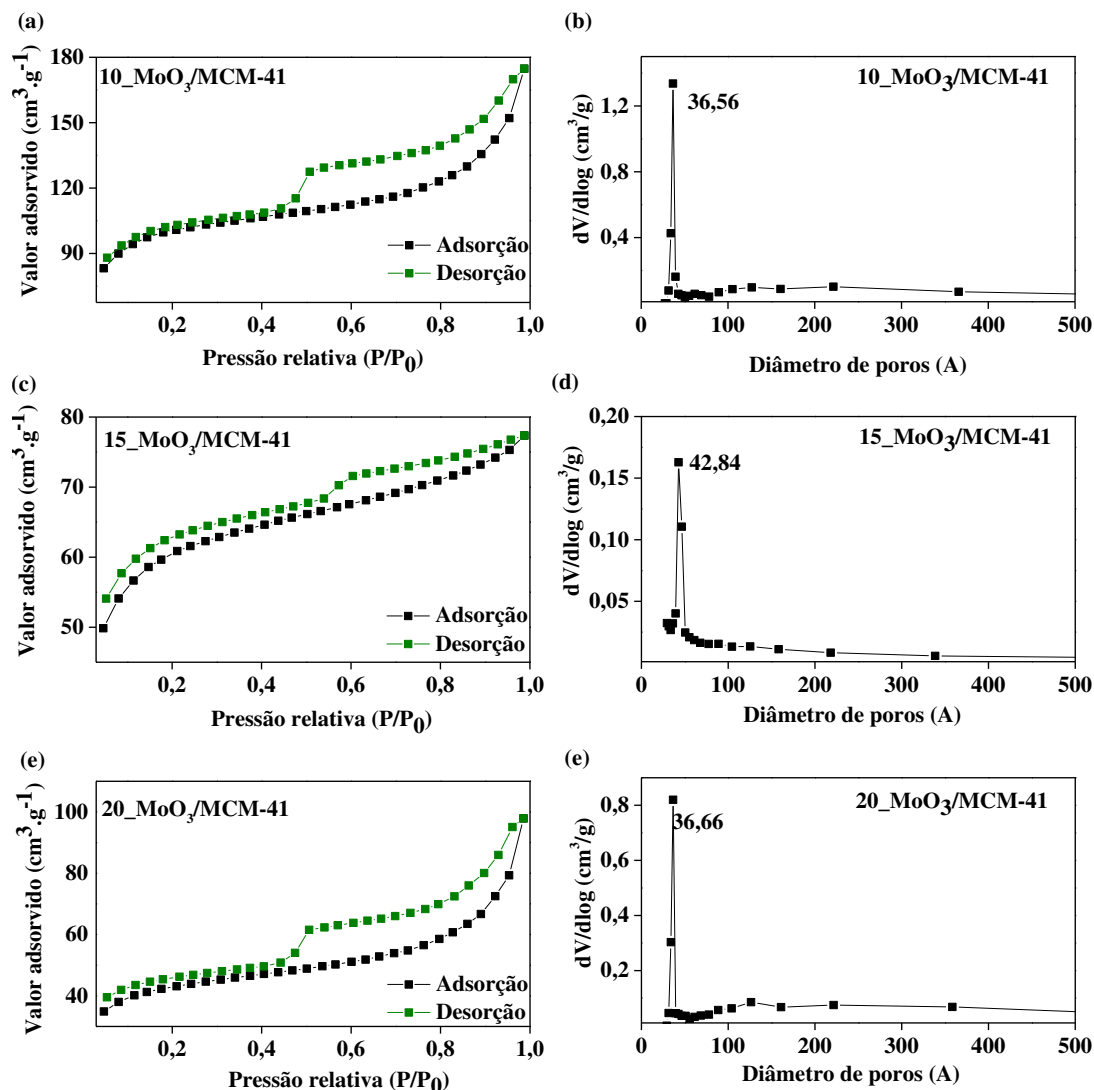 (a)
10_MoO3/MCM-41
Valor adsorvido (cm3.g-1)
180
150
120
90
Adsorção
Desorção
0,2 0,4 0,6 0,8 1,0
Pressão relativa (P/P0)
(b)
10_MoO3/MCM-41
36,56
dV/dlog (cm3/g)
1,2
0,8
0,4
0 100 200 300 400 500
Diâmetro de poros (A)
(c)
15_MoO3/MCM-41
Valor adsorvido (cm3.g-1)
80
70
60
50
Adsorção
Desorção
0,2 0,4 0,6 0,8 1,0
Pressão relativa (P/P0)
(d)
15_MoO3/MCM-41
42,84
dV/dlog (cm3/g)
0,20
0,15
0,10
0,05
0 100 200 300 400 500
Diâmetro de poros (A)
(e)
20_MoO3/MCM-41
Valor adsorvido (cm3.g-1)
100
80
60
40
Adsorção
Desorção
0,2 0,4 0,6 0,8 1,0
Pressão relativa (P/P0)
(e)
20_MoO3/MCM-41
36,66
dV/dlog (cm3/g)
0,8
0,6
0,4
0,2
0 100 200 300 400 500
Diâmetro de poros (A)